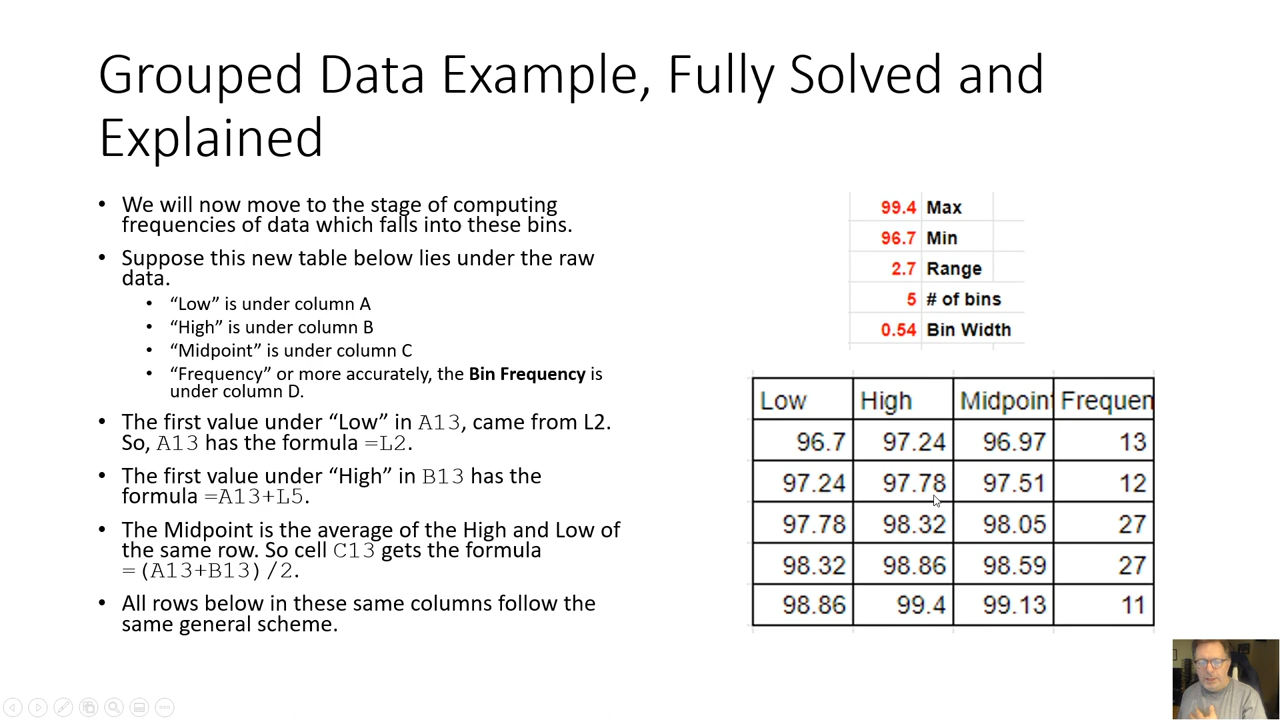 Grouped Data Example, Fully Solved and
Explained
• We will now move to the stage of computing
frequencies of data which falls into these bins.
• Suppose this new table below lies under the raw
data.
• “Low” is under column A
• “High” is under column B
• “Midpoint” is under column C
• “Frequency” or more accurately, the Bin Frequency is
under column D.
• The first value under “Low” in A13, came from L2.
So, A13 has the formula =L2.
• The first value under “High” in B13 has the
formula =A13+L5.
• The Midpoint is the average of the High and Low of
the same row. So cell C13 gets the formula
=(A13+B13)/2.
• All rows below in these same columns follow the
same general scheme.
99.4 Max
96.7 Min
2.7 Range
5 # of bins
0.54 Bin Width
Low High Midpoin Frequen
96.7 97.24 96.97 13
97.24 97.78 97.51 12
97.78 98.32 98.05 27
98.32 98.86 98.59 27
98.86 99.4 99.13 11